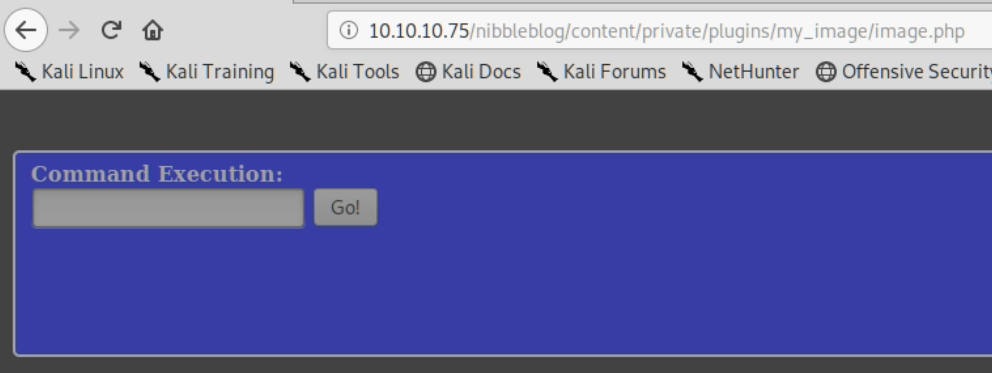 10.10.10.75/nibbleblog/content/private/plugins/my_image/image.php
Kali Linux Kali Training Kali Tools Kali Docs Kali Forums NetHunter Offensive Security
Command Execution:
Go!